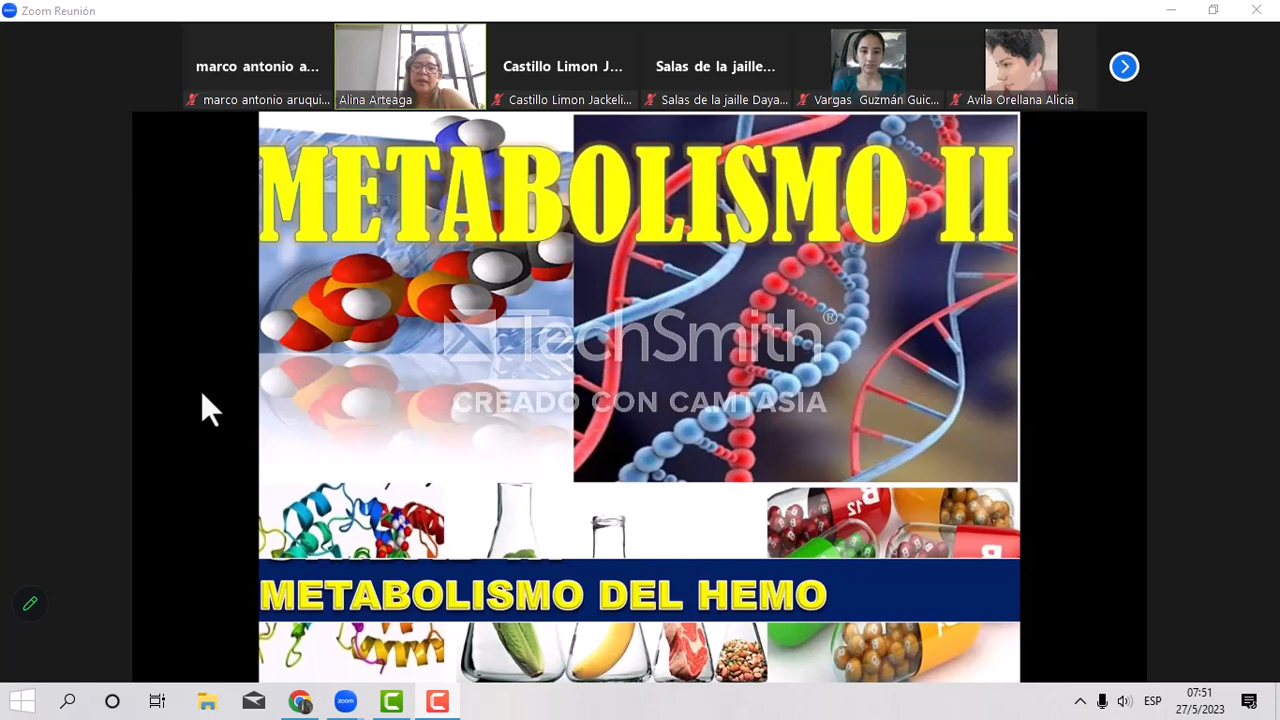 Zoom Reunión
marco antonio a...
Castillo Limon J...
Salas de la jaille...
marco antonio aruqui...
Alina Arteaga
Castillo Limon Jackeli...
Salas de la jaille Daya...
Vargas Guzmán Guic...
Avila Orellana Alicia
METABOLISMO II
TechSmith®
CREADO CON CAMTASIA
B
12
B
METABOLISMO DEL HEMO
zoom
ESP
07:51
27/5/2023